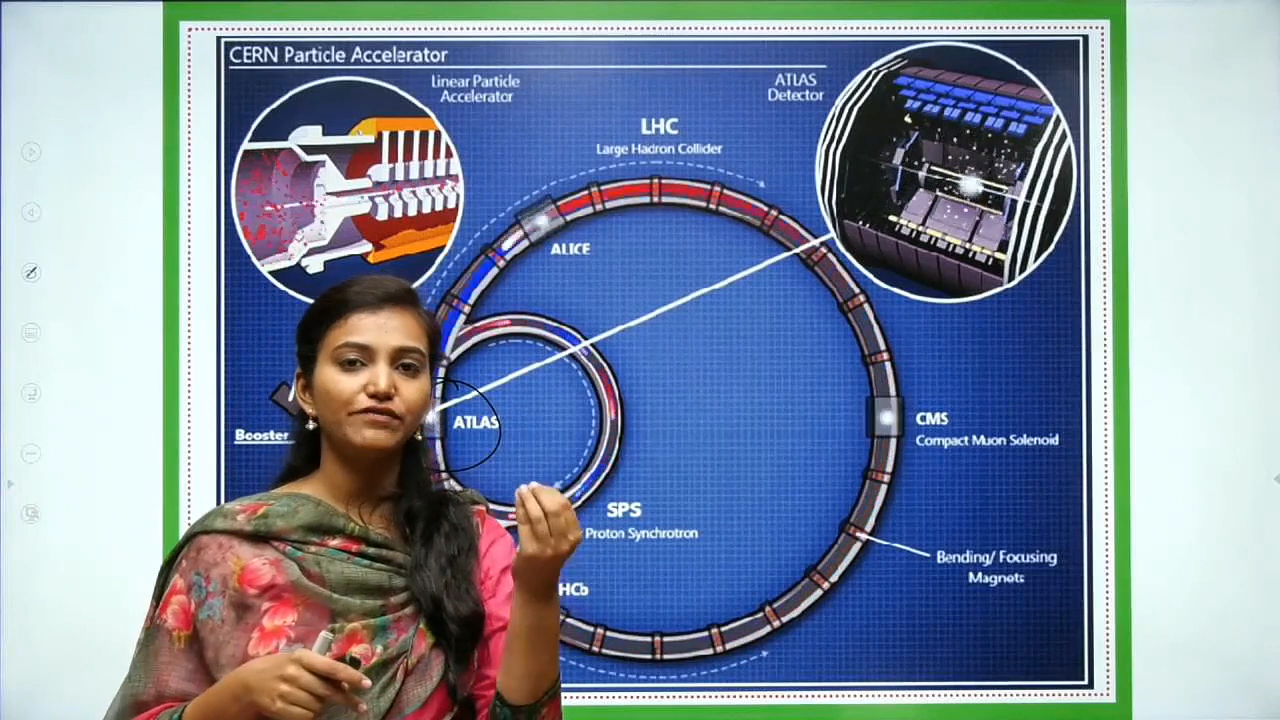 CERN Particle Accelerator
Linear Particle
Accelerator
ATLAS
Detector
LHC
Large Hadron Collider
ALICE
ATLAS
CMS
Compact Muon Solenoid
Booster
SPS
Proton Synchrotron
HCb
Bending/ Focusing
Magnets